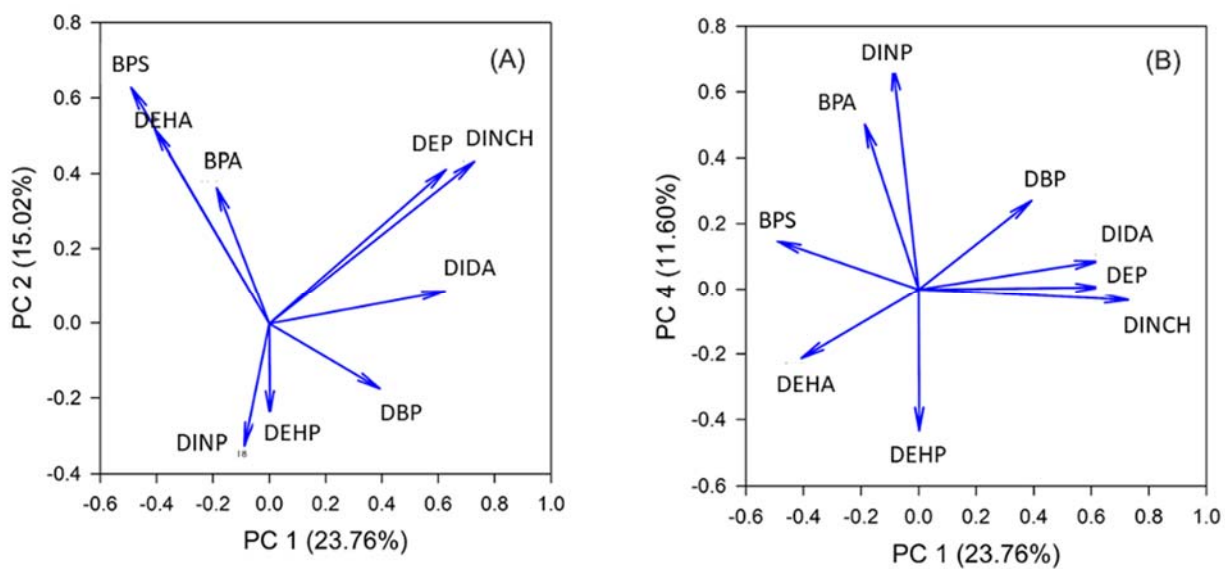 (A)
0.8
0.6
0.4
0.2
0.0
-0.2
-0.4
PC 2 (15.02%)
BPS
DEHA
BPA
DEP
DINCH
DIDA
DBP
DEHP
DINP
18
-0.6
-0.4
-0.2
0.0
0.2
0.4
0.6
0.8
1.0
PC 1 (23.76%)
(B)
0.8
0.6
0.4
0.2
0.0
-0.2
-0.4
-0.6
PC 4 (11.60%)
DINP
BPA
DBP
BPS
DIDA
DEP
DINCH
DEHA
DEHP
-0.6
-0.4
-0.2
0.0
0.2
0.4
0.6
0.8
1.0
PC 1 (23.76%)